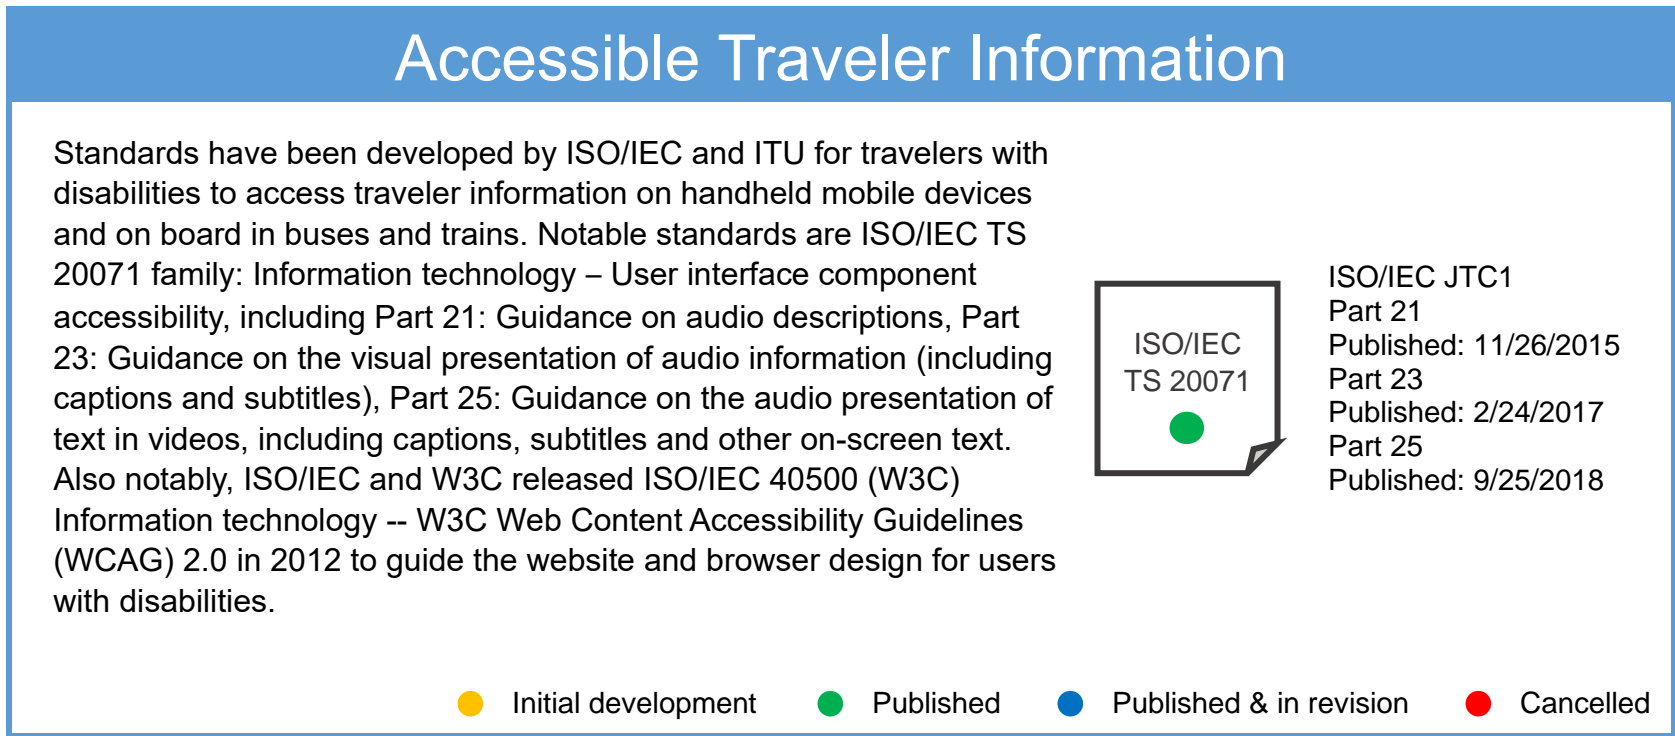 Accessible Traveler Information
Standards have been developed by ISO/IEC and ITU for travelers with
disabilities to access traveler information on handheld mobile devices
and on board in buses and trains. Notable standards are ISO/IEC TS
20071 family: Information technology – User interface component
accessibility, including Part 21: Guidance on audio descriptions, Part
23: Guidance on the visual presentation of audio information (including
captions and subtitles), Part 25: Guidance on the audio presentation of
text in videos, including captions, subtitles and other on-screen text.
Also notably, ISO/IEC and W3C released ISO/IEC 40500 (W3C)
Information technology -- W3C Web Content Accessibility Guidelines
(WCAG) 2.0 in 2012 to guide the website and browser design for users
with disabilities.
ISO/IEC
TS 20071
ISO/IEC JTC1
Part 21
Published: 11/26/2015
Part 23
Published: 2/24/2017
Part 25
Published: 9/25/2018
Initial development
Published
Published & in revision
Cancelled